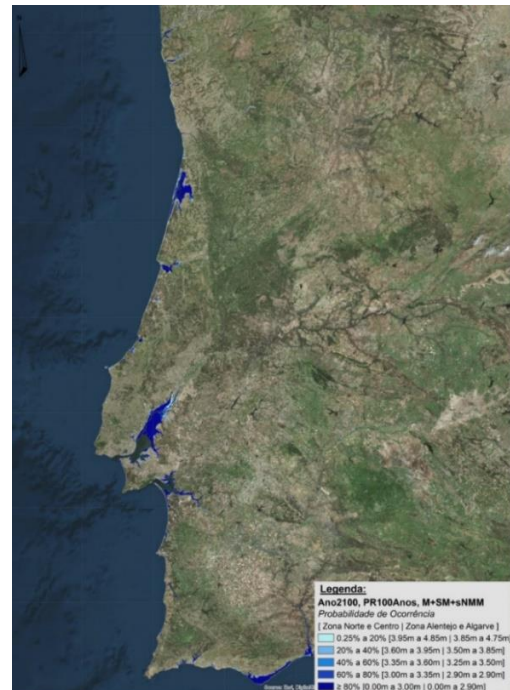 Legenda:
Ano2100, PR100Anos, M+SM+sNMM
Probabilidade de Ocorrência
[ Zona Norte e Centro | Zona Alentejo e Algarve ]
0.25% a 20% [3.95m a 4.85m | 3.85m a 4.75m]
20% a 40% [3.60m a 3.95m | 3.50m a 3.85m]
40% a 60% [3.35m a 3.60m | 3.25m a 3.50m]
60% a 80% [3.00m a 3.35m | 2.90m a 2.90m]
≥ 80% [0.00m a 3.00m | 0.00m a 2.90m]
Source: Esri,